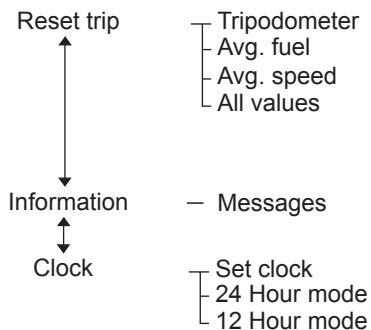 Reset trip
Tripodometer
Avg. fuel
Avg. speed
All values
Information
Messages
Clock
Set clock
24 Hour mode
12 Hour mode